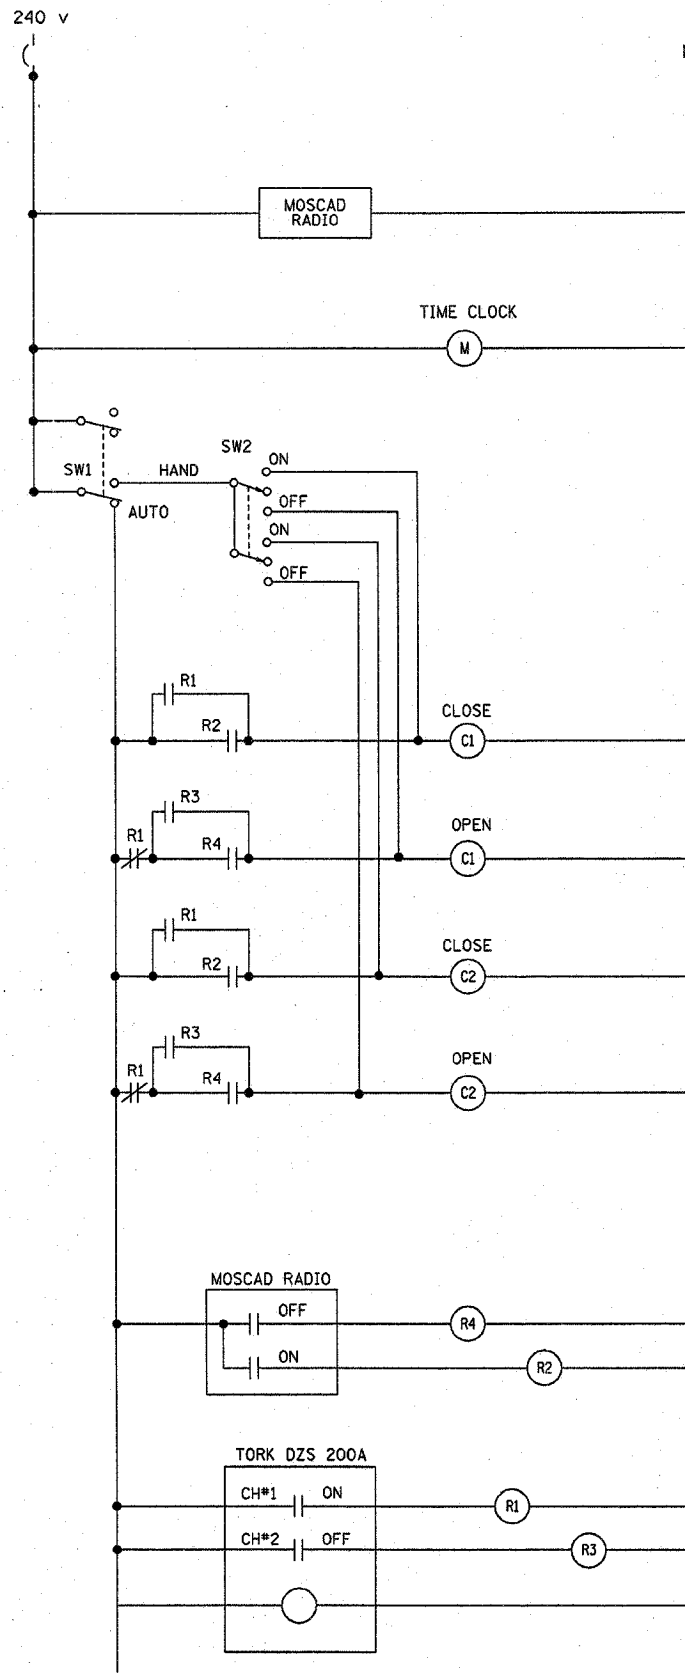 240 V
MOSCAD
RADIO
TIME CLOCK
M
SW1
HAND
AUTO
SW2
ON
OFF
ON
OFF
R1
R2
CLOSE
C1
R1
R3
R4
OPEN
C1
R1
R2
CLOSE
C2
R1
R3
R4
OPEN
C2
MOSCAD RADIO
OFF
R4
ON
R2
TORK DZS 200A
CH#1
ON
R1
CH#2
OFF
R3